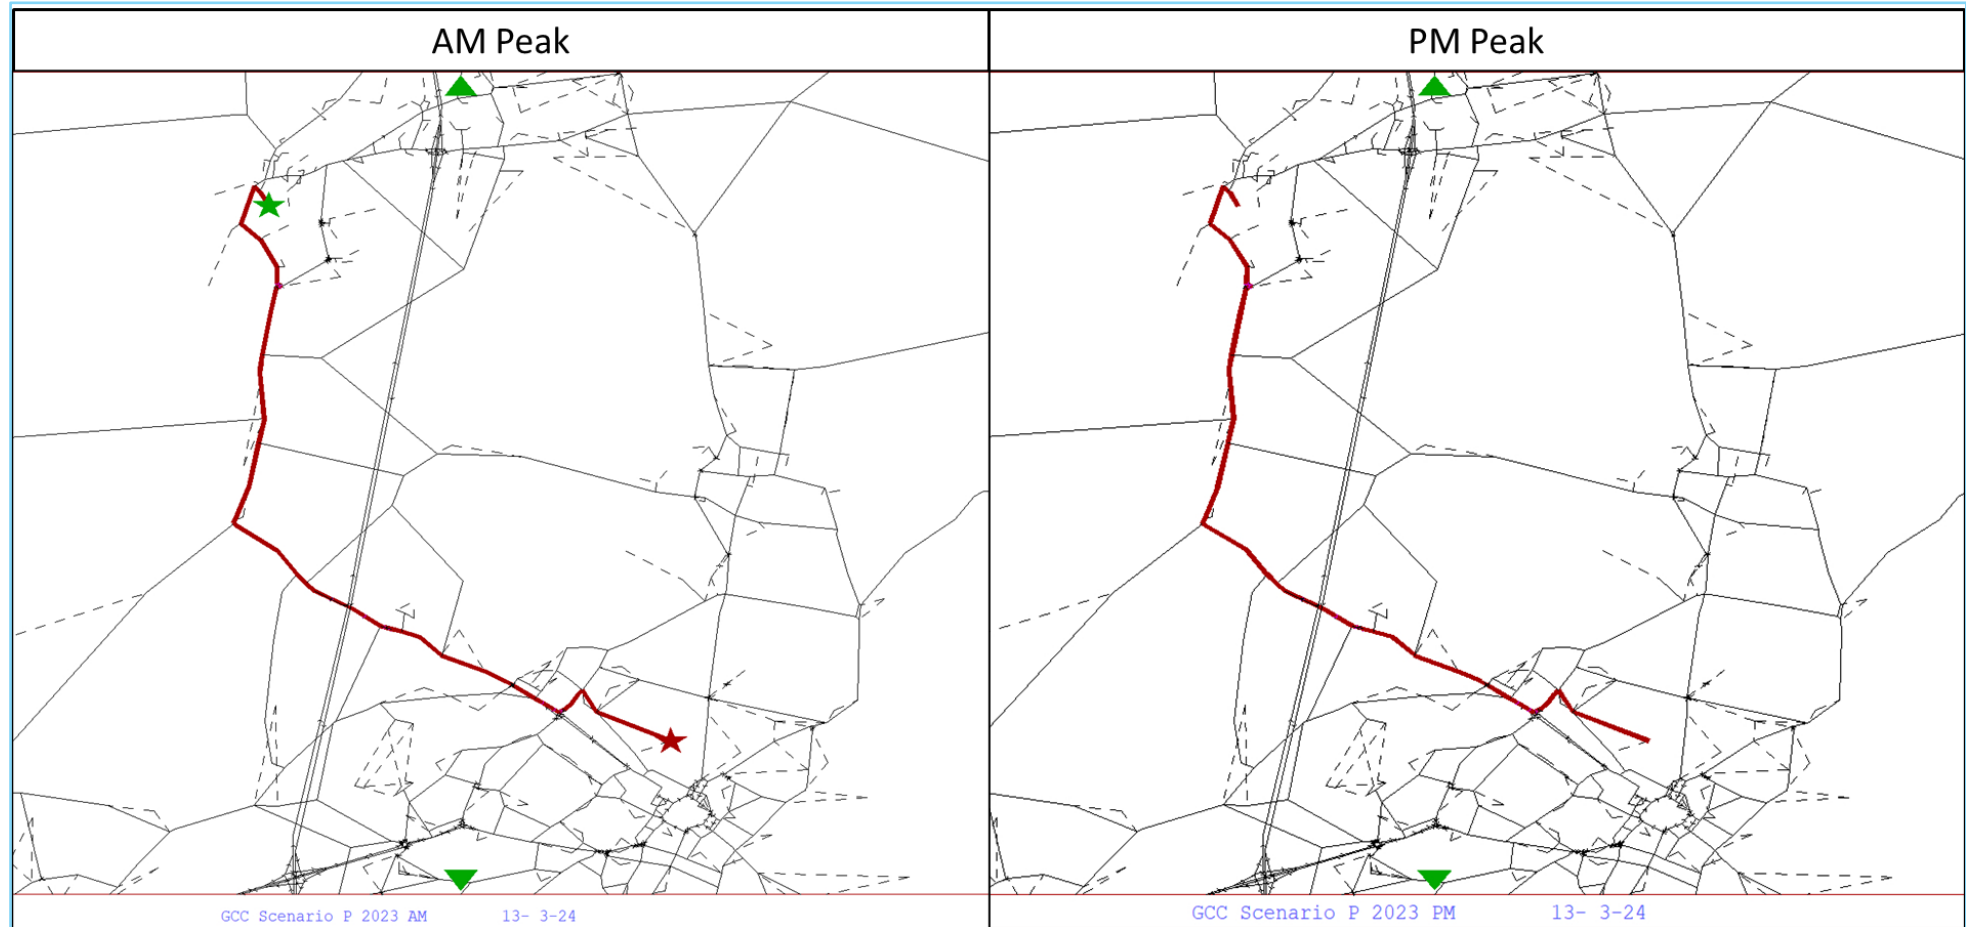 AM Peak
PM Peak
GCC Scenario P 2023 AM 13- 3-24
GCC Scenario P 2023 PM 13- 3-24